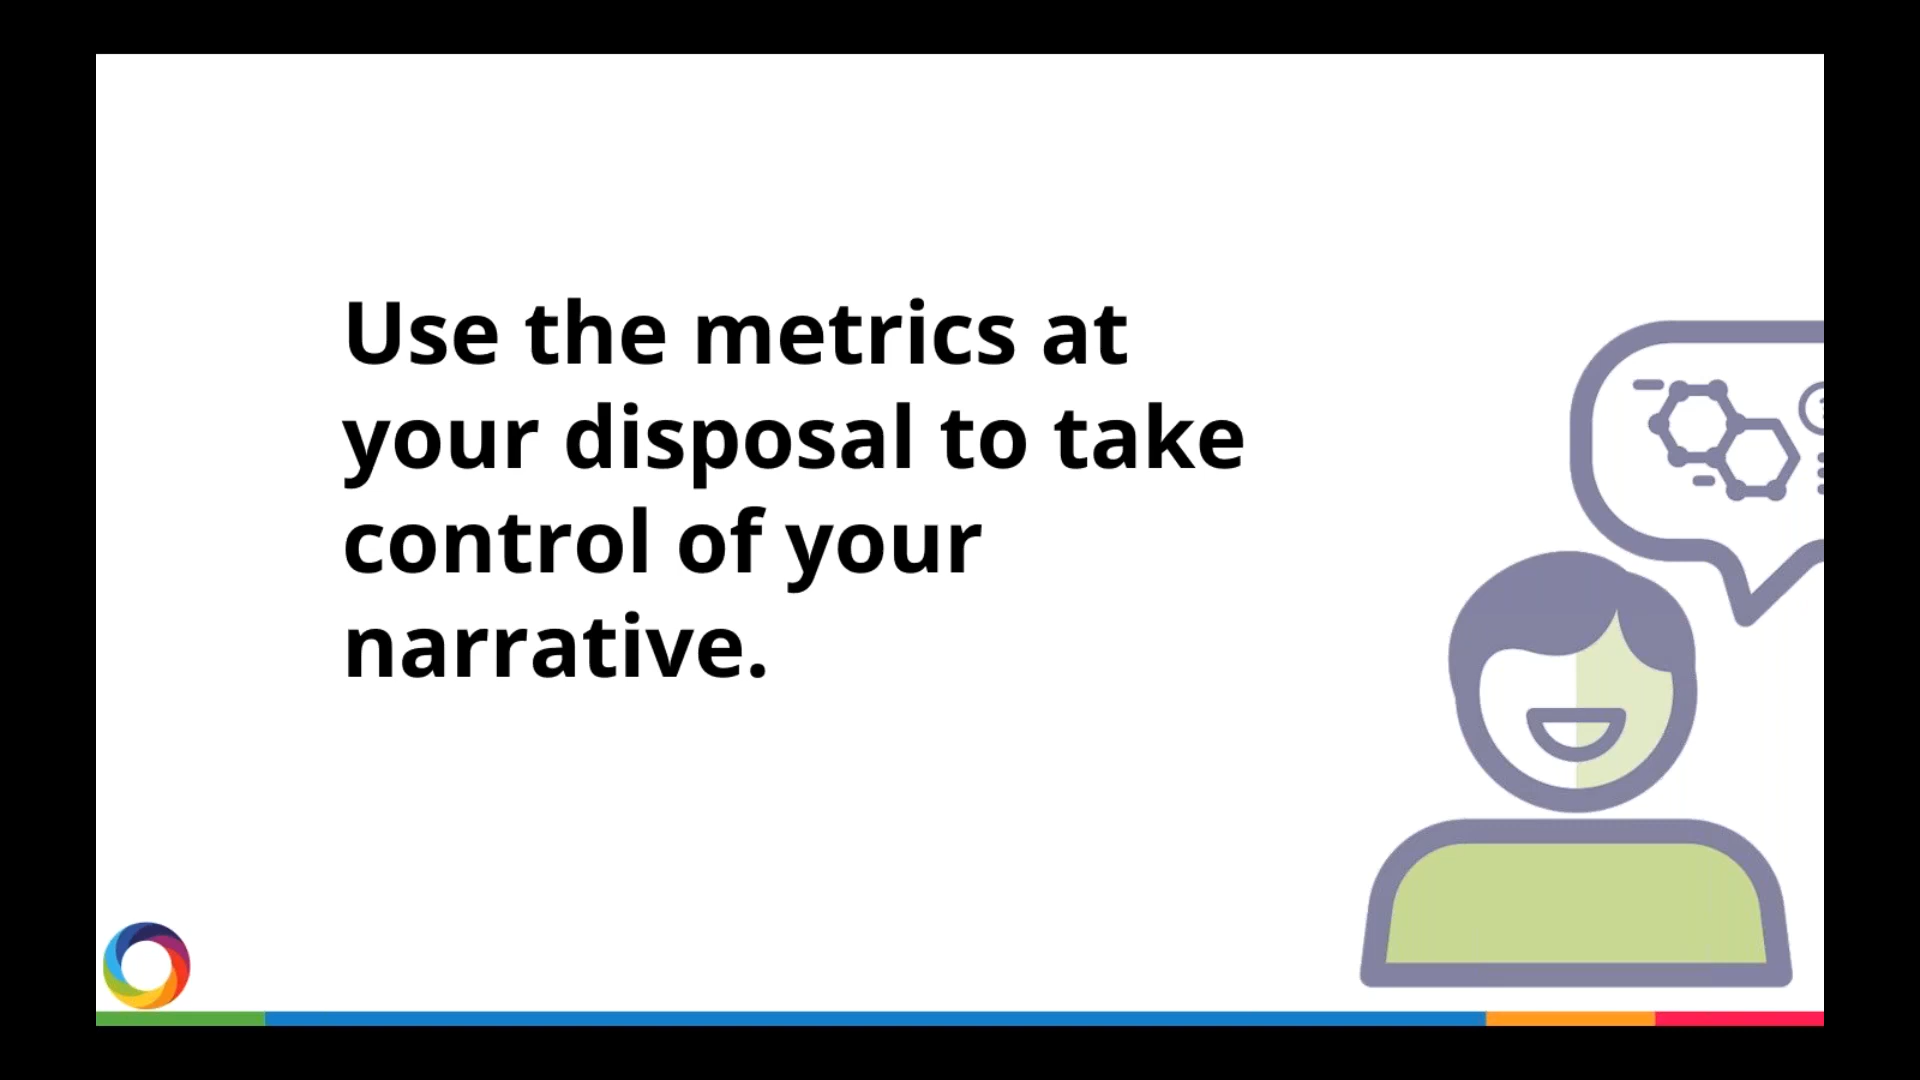 Use the metrics at
your disposal to take
control of your
narrative.